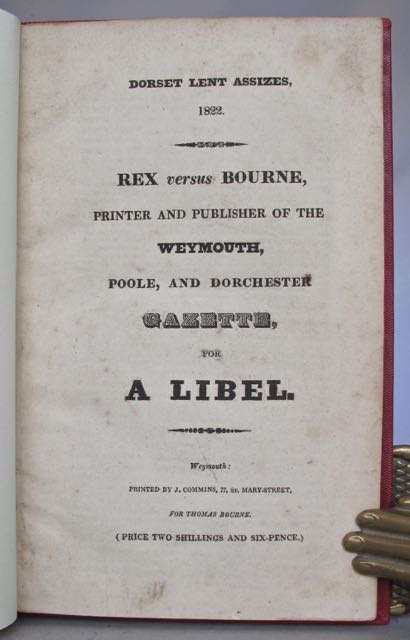 DORSET LENT ASSIZES,
1822.
REX versus BOURNE,
PRINTER AND PUBLISHER OF THE
WEYMOUTH,
POOLE, AND DORCHESTER
GAZETTE,
FOR
A LIBEL.
Weymouth:
PRINTED BY J. COMMINS, 77, ST. MARY-STREET,
FOR THOMAS BOURNE.
(PRICE TWO SHILLINGS AND SIX-PENCE.)